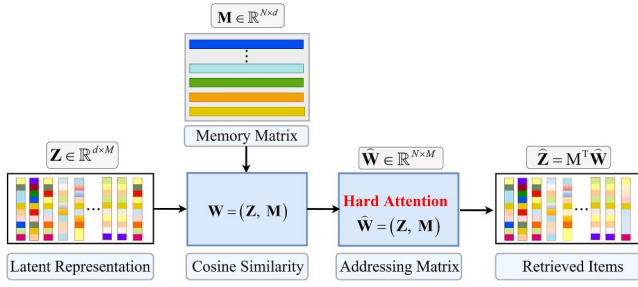 M ∈ ℝ^{N×d}
Memory Matrix
Z ∈ ℝ^{d×M}
Ŵ ∈ ℝ^{N×M}
Ẑ = M^T Ŵ
W = (Z, M)
Hard Attention
Ŵ = (Z, M)
Latent Representation
Cosine Similarity
Addressing Matrix
Retrieved Items